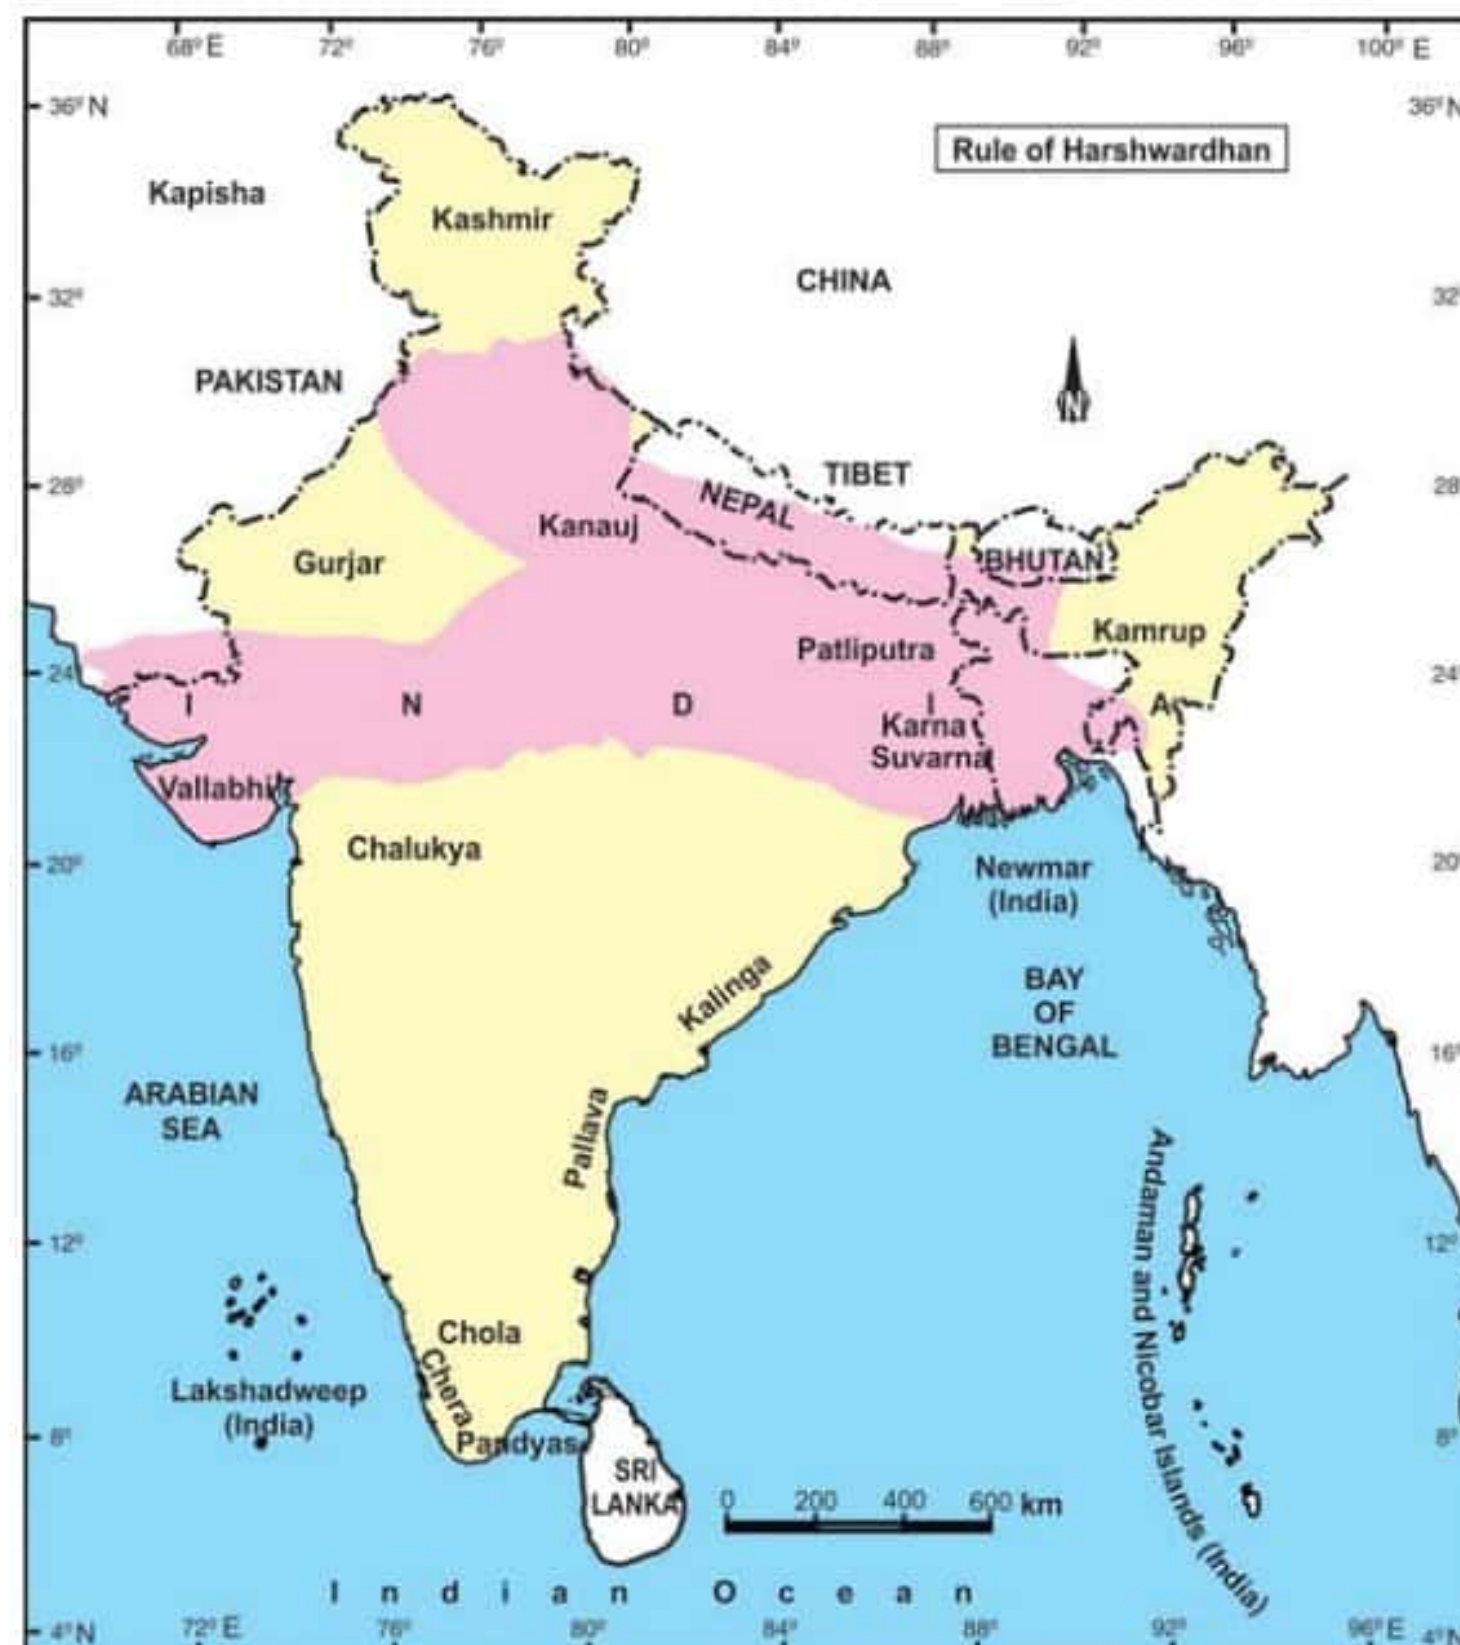 68° E 72° 76° 80° 84° 88° 92° 96° 100° E
36° N
36° N
Rule of Harshwardhan
Kapisha
Kashmir
CHINA
32°
32°
PAKISTAN
TIBET
28°
28°
NEPAL
Kanauj
Gurjar
BHUTAN
Kamrup
Patliputra
24°
24°
I N D I A
Karna
Suvarna
Vallabhi
Chalukya
20°
20°
Newmar
(India)
Kalinga
BAY
OF
BENGAL
16°
16°
ARABIAN
SEA
Pallava
Andaman and Nicobar Islands (India)
12°
12°
Chola
Chera
Lakshadweep
(India)
8°
8°
Pandyas
SRI
LANKA
0 200 400 600 km
Indian Ocean
4° N
72° E 76° 80° 84° 88° 92° 96° E
4° N
N